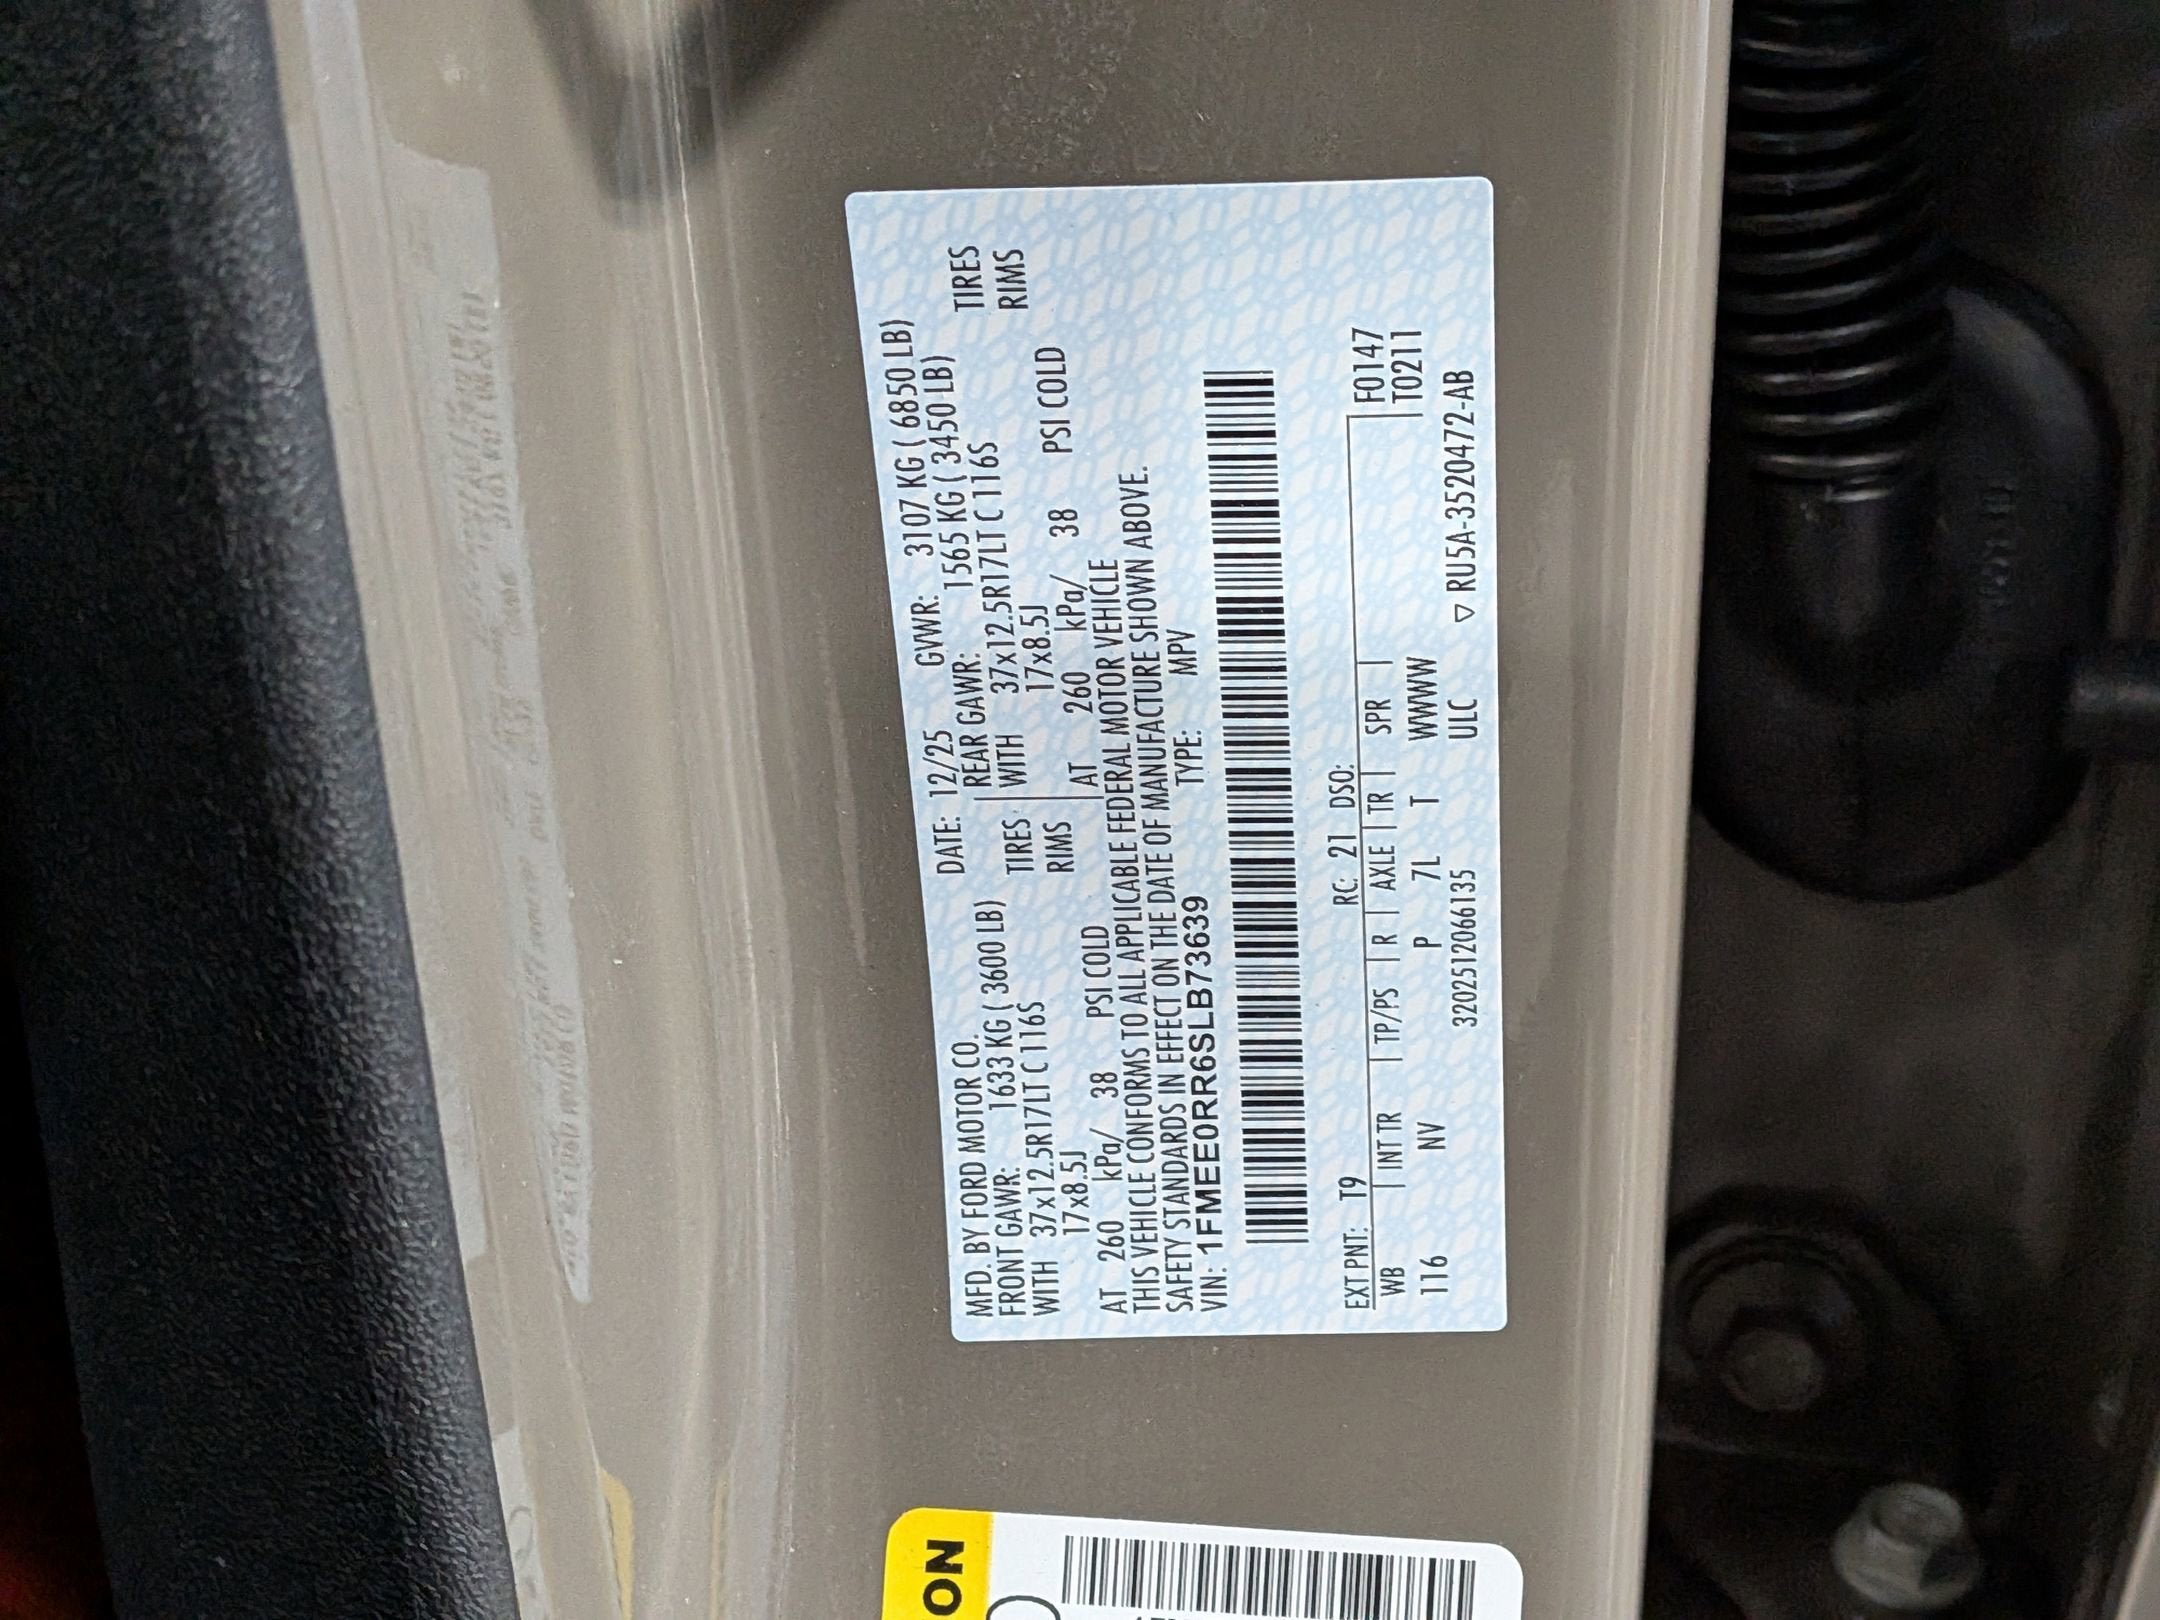 MFD. BY FORD MOTOR CO. DATE: 12/25 GVWR: 3107 KG ( 6850 LB)
FRONT GAWR: 1633 KG ( 3600 LB) REAR GAWR: 1565 KG ( 3450 LB)
WITH 37x12.5R17LT C 116S TIRES WITH 37x12.5R17LT C 116S TIRES
17x8.5J RIMS 17x8.5J RIMS
AT 260 kPa/ 38 PSI COLD AT 260 kPa/ 38 PSI COLD
THIS VEHICLE CONFORMS TO ALL APPLICABLE FEDERAL MOTOR VEHICLE
SAFETY STANDARDS IN EFFECT ON THE DATE OF MANUFACTURE SHOWN ABOVE.
VIN: 1FMEE0RR6SLB73639 TYPE: MPV
EXT PNT: T9 RC: 21 DSO: F0147
WB INT TR TP/PS R AXLE TR SPR T0211
116 NV P 7L T WWWW
3202512066135 ULC ▽ RU5A-3520472-AB
ON